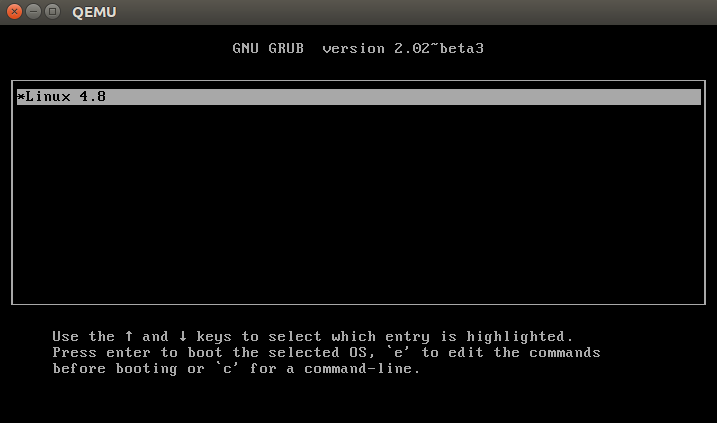 QEMU
GNU GRUB  version 2.02~beta3
*Linux 4.8
Use the ↑ and ↓ keys to select which entry is highlighted.
Press enter to boot the selected OS, `e' to edit the commands
before booting or `c' for a command-line.